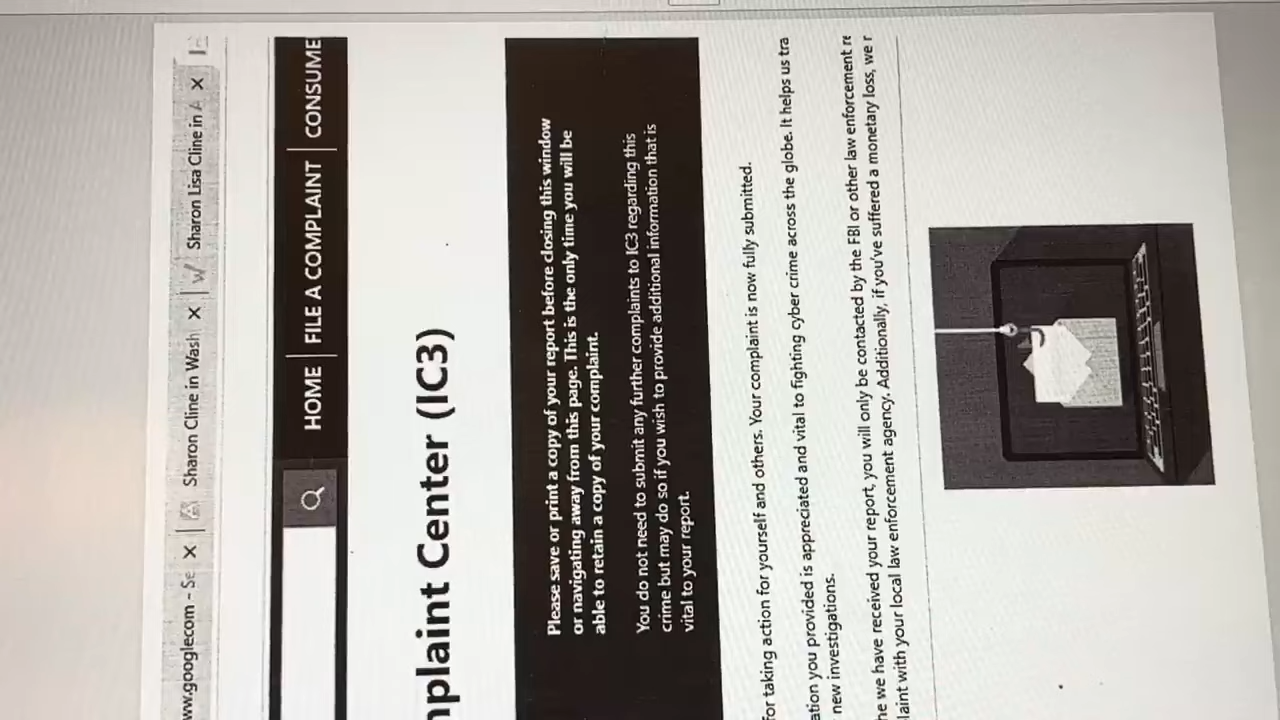 ww.googlecom - Se × Sharon Cline in Wash × Sharon Lisa Cline in A ×
HOME | FILE A COMPLAINT | CONSUME
mplaint Center (IC3)
Please save or print a copy of your report before closing this window
or navigating away from this page. This is the only time you will be
able to retain a copy of your complaint.
You do not need to submit any further complaints to IC3 regarding this
crime but may do so if you wish to provide additional information that is
vital to your report.
for taking action for yourself and others. Your complaint is now fully submitted.
ation you provided is appreciated and vital to fighting cyber crime across the globe. It helps us tra
new investigations.
he we have received your report, you will only be contacted by the FBI or other law enforcement re
laint with your local law enforcement agency. Additionally, if you've suffered a monetary loss, we r